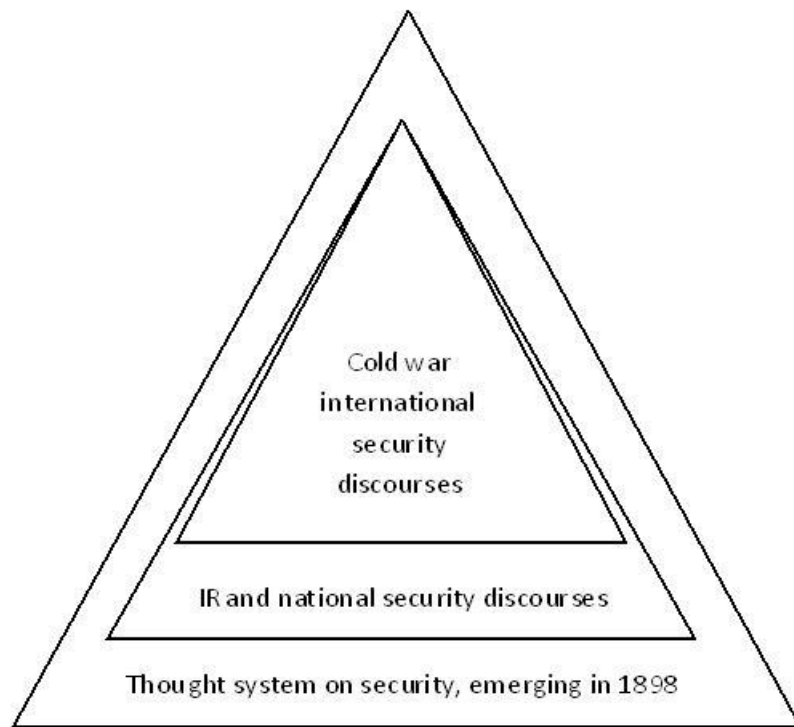 Cold war
international
security
discourses
IR and national security discourses
Thought system on security, emerging in 1898